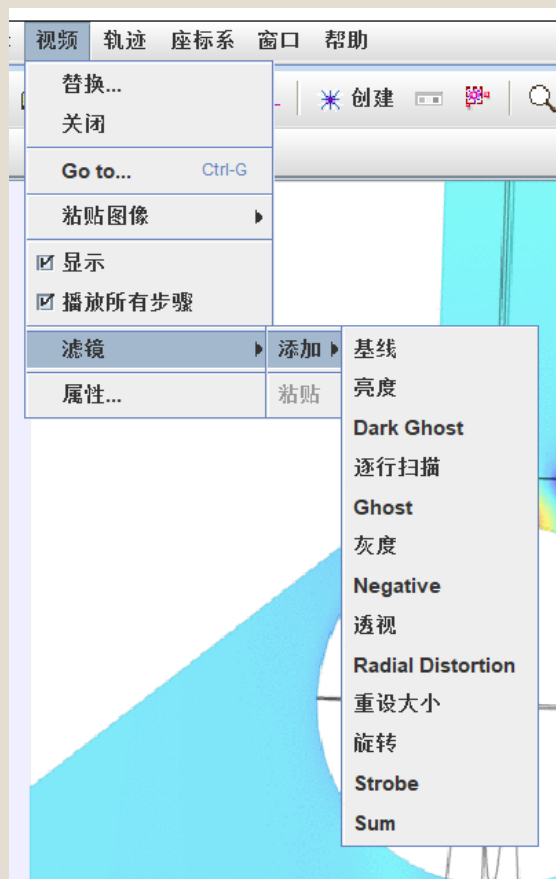 视频 轨迹 座标系 窗口 帮助
替换...
创建
关闭
Go to... Ctrl-G
粘贴图像
显示
播放所有步骤
滤镜
添加
基线
属性...
粘贴
亮度
Dark Ghost
逐行扫描
Ghost
灰度
Negative
透视
Radial Distortion
重设大小
旋转
Strobe
Sum